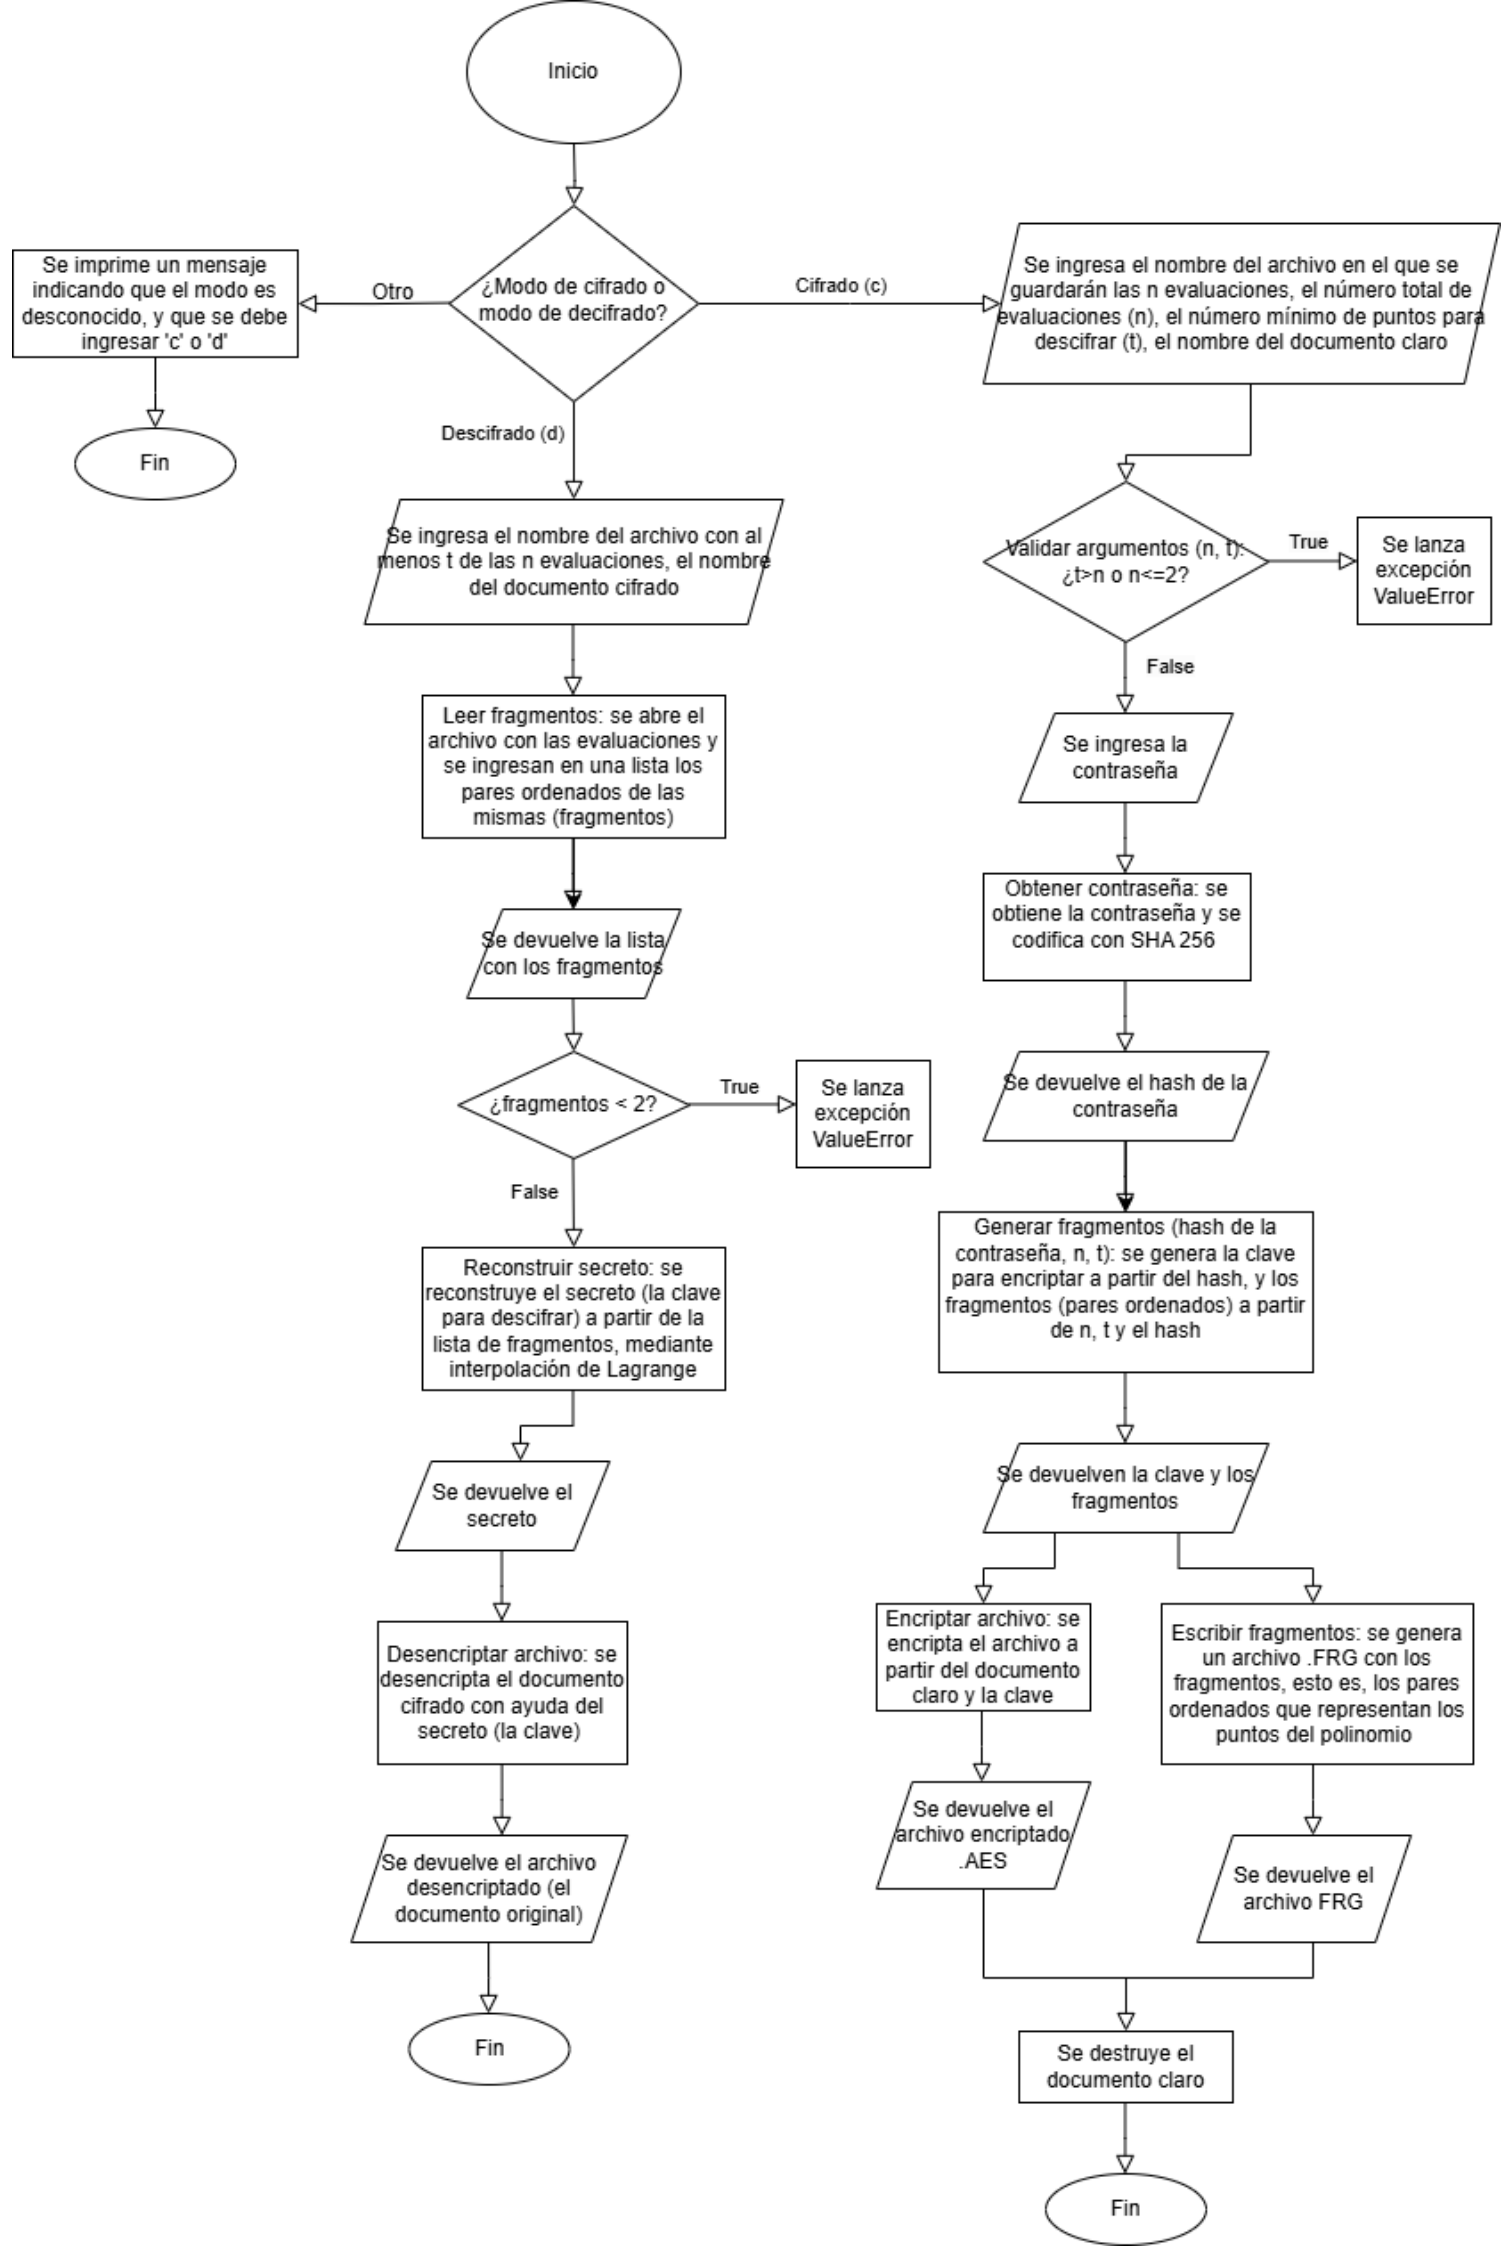 Inicio
¿Modo de cifrado o
modo de decifrado?
Otro
Se imprime un mensaje
indicando que el modo es
desconocido, y que se debe
ingresar 'c' o 'd'
Fin
Cifrado (c)
Se ingresa el nombre del archivo en el que se
guardarán las n evaluaciones, el número total de
evaluaciones (n), el número mínimo de puntos para
descifrar (t), el nombre del documento claro
Descifrado (d)
Se ingresa el nombre del archivo con al
menos t de las n evaluaciones, el nombre
del documento cifrado
Leer fragmentos: se abre el
archivo con las evaluaciones y
se ingresan en una lista los
pares ordenados de las
mismas (fragmentos)
Se devuelve la lista
con los fragmentos
¿fragmentos < 2?
True
Se lanza
excepción
ValueError
False
Reconstruir secreto: se
reconstruye el secreto (la clave
para descifrar) a partir de la
lista de fragmentos, mediante
interpolación de Lagrange
Se devuelve el
secreto
Desencriptar archivo: se
desencripta el documento
cifrado con ayuda del
secreto (la clave)
Se devuelve el archivo
desencriptado (el
documento original)
Fin
Validar argumentos (n, t):
¿t>n o n<=2?
True
Se lanza
excepción
ValueError
False
Se ingresa la
contraseña
Obtener contraseña: se
obtiene la contraseña y se
codifica con SHA 256
Se devuelve el hash de la
contraseña
Generar fragmentos (hash de la
contraseña, n, t): se genera la clave
para encriptar a partir del hash, y los
fragmentos (pares ordenados) a partir
de n, t y el hash
Se devuelven la clave y los
fragmentos
Encriptar archivo: se
encripta el archivo a
partir del documento
claro y la clave
Se devuelve el
archivo encriptado
.AES
Escribir fragmentos: se genera
un archivo .FRG con los
fragmentos, esto es, los pares
ordenados que representan los
puntos del polinomio
Se devuelve el
archivo FRG
Se destruye el
documento claro
Fin